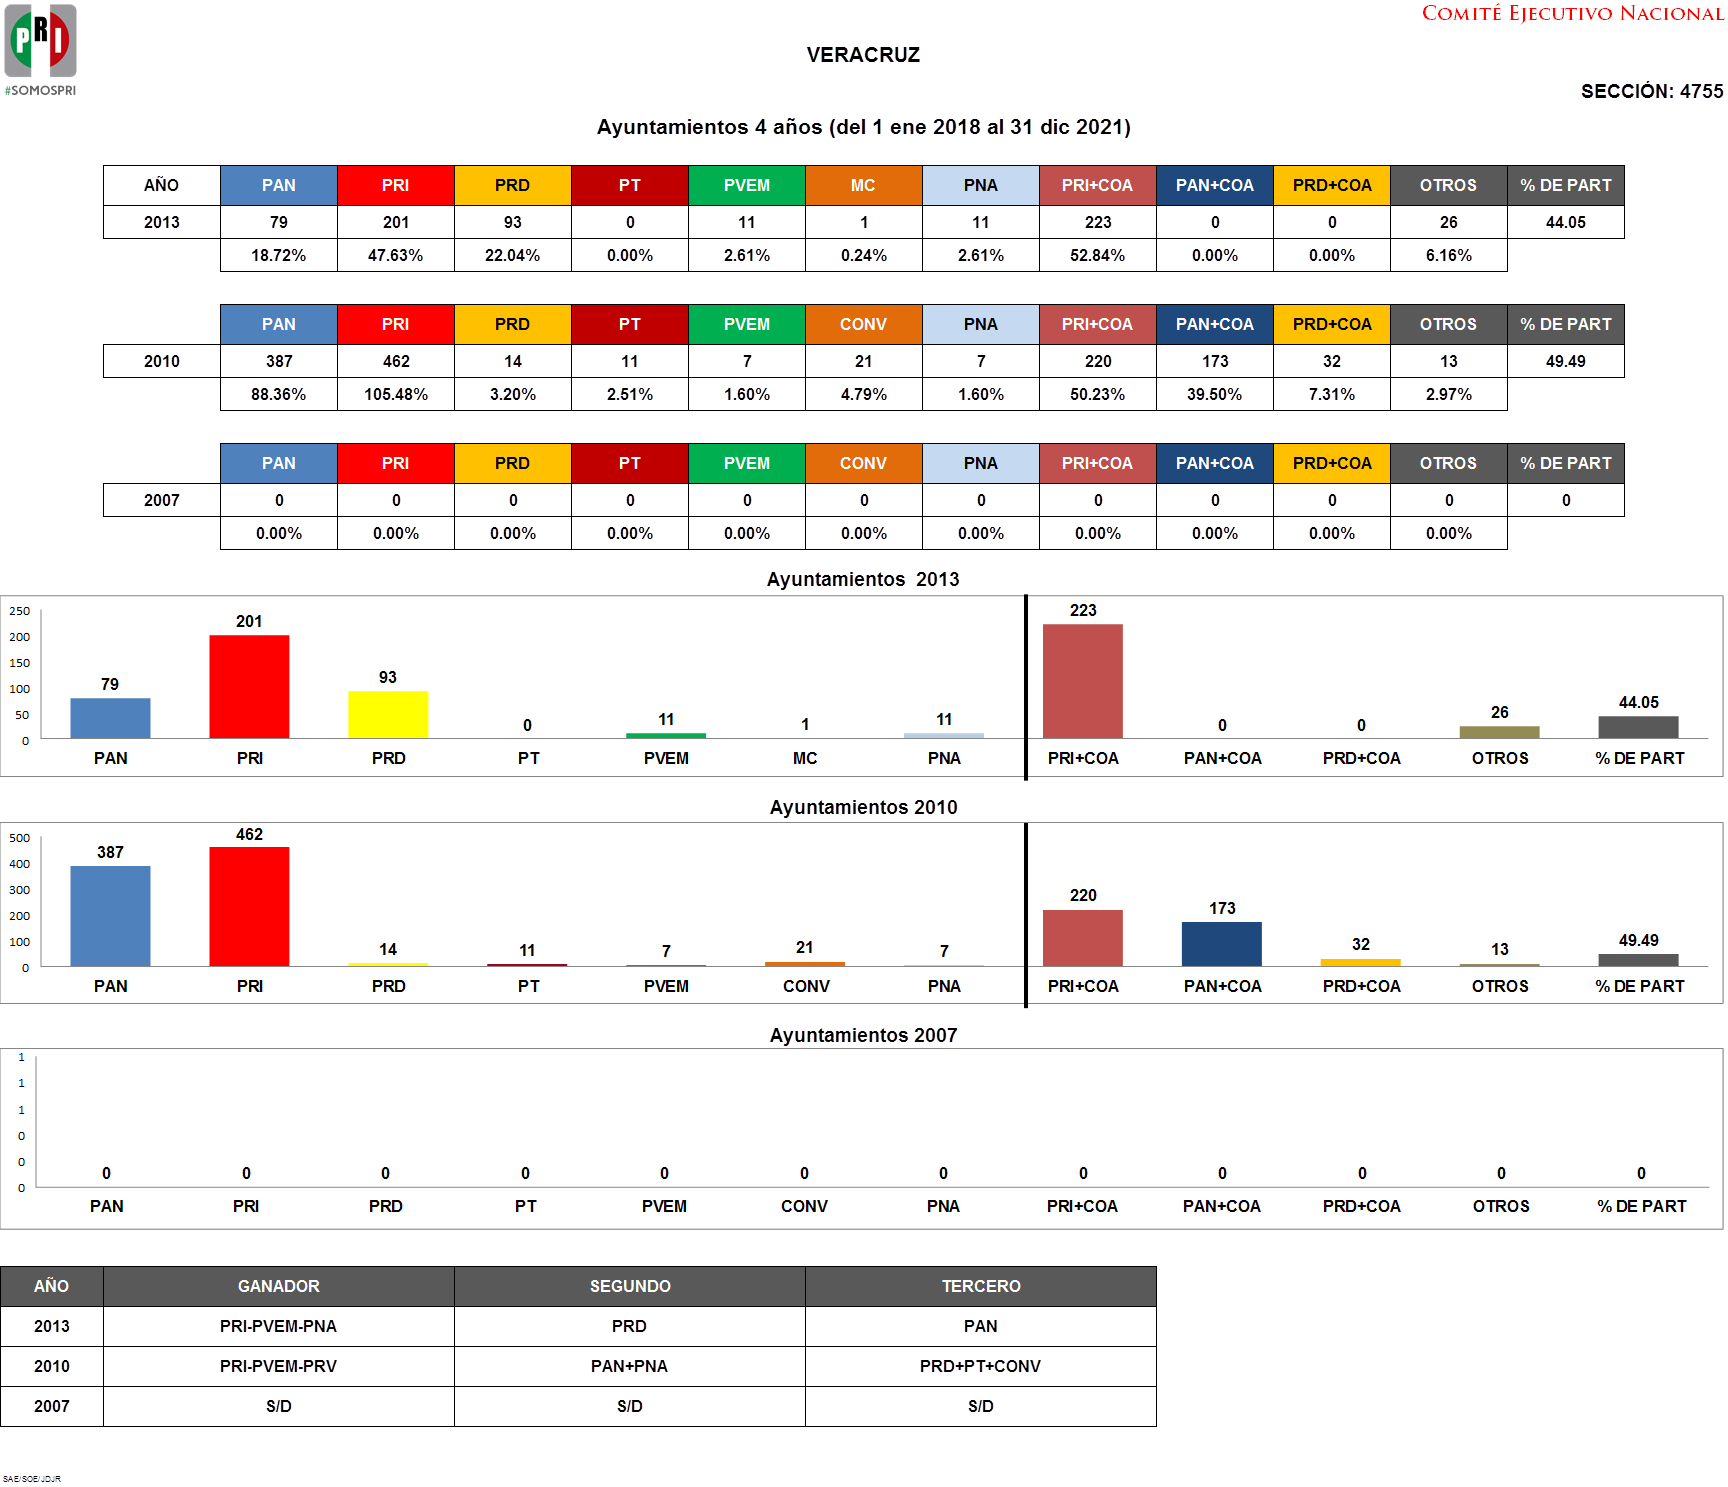 PRI
#SOMOSPRI
COMITÉ EJECUTIVO NACIONAL
VERACRUZ
SECCIÓN: 4755
Ayuntamientos 4 años (del 1 ene 2018 al 31 dic 2021)
AÑO PAN PRI PRD PT PVEM MC PNA PRI+COA PAN+COA PRD+COA OTROS % DE PART
2013 79 201 93 0 11 1 11 223 0 0 26 44.05
18.72% 47.63% 22.04% 0.00% 2.61% 0.24% 2.61% 52.84% 0.00% 0.00% 6.16%
PAN PRI PRD PT PVEM CONV PNA PRI+COA PAN+COA PRD+COA OTROS % DE PART
2010 387 462 14 11 7 21 7 220 173 32 13 49.49
88.36% 105.48% 3.20% 2.51% 1.60% 4.79% 1.60% 50.23% 39.50% 7.31% 2.97%
PAN PRI PRD PT PVEM CONV PNA PRI+COA PAN+COA PRD+COA OTROS % DE PART
2007 0 0 0 0 0 0 0 0 0 0 0 0
0.00% 0.00% 0.00% 0.00% 0.00% 0.00% 0.00% 0.00% 0.00% 0.00% 0.00%
Ayuntamientos 2013
250
200
150
100
50
0
79 201 93 0 11 1 11 223 0 0 26 44.05
PAN PRI PRD PT PVEM MC PNA PRI+COA PAN+COA PRD+COA OTROS % DE PART
Ayuntamientos 2010
500
400
300
200
100
0
387 462 14 11 7 21 7 220 173 32 13 49.49
PAN PRI PRD PT PVEM CONV PNA PRI+COA PAN+COA PRD+COA OTROS % DE PART
Ayuntamientos 2007
1
1
1
0
0
0
0 0 0 0 0 0 0 0 0 0 0 0
PAN PRI PRD PT PVEM CONV PNA PRI+COA PAN+COA PRD+COA OTROS % DE PART
AÑO GANADOR SEGUNDO TERCERO
2013 PRI-PVEM-PNA PRD PAN
2010 PRI-PVEM-PRV PAN+PNA PRD+PT+CONV
2007 S/D S/D S/D
SAE/SOE/JDJR